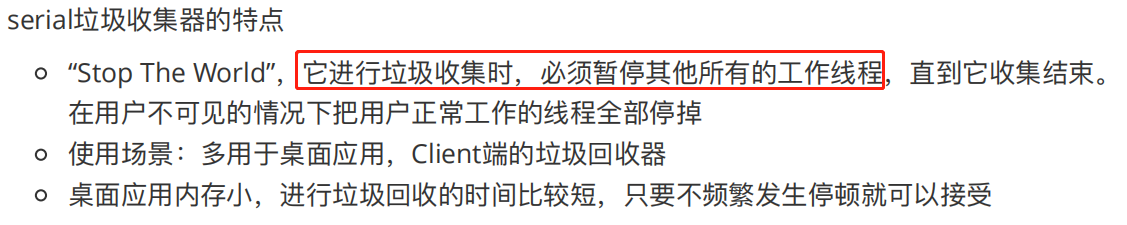 serial垃圾收集器的特点
“Stop The World”，它进行垃圾收集时，必须暂停其他所有的工作线程，直到它收集结束。
在用户不可见的情况下把用户正常工作的线程全部停掉
使用场景：多用于桌面应用，Client端的垃圾回收器
桌面应用内存小，进行垃圾回收的时间比较短，只要不频繁发生停顿就可以接受